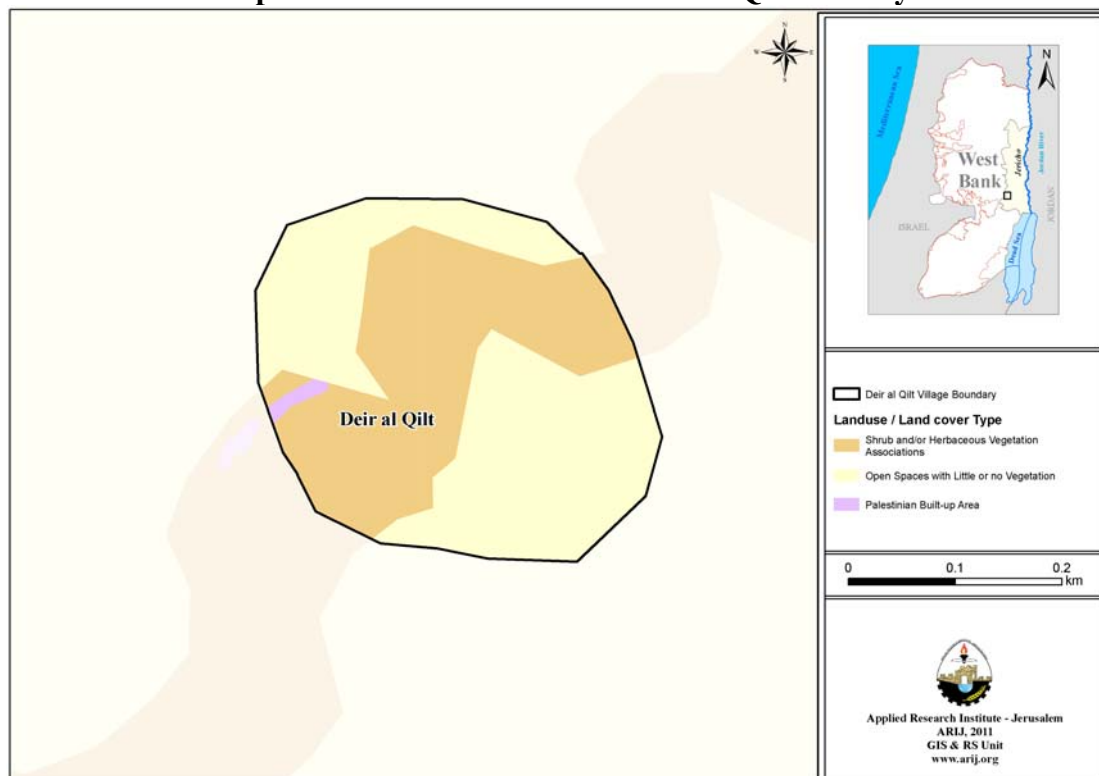 N
W E
S
Deir al Qilt
N
Mediterranean Sea
West
Bank
Jericho
Jordan River
JORDAN
ISRAEL
Dead Sea
Deir al Qilt Village Boundary
Landuse / Land cover Type
Shrub and/or Herbaceous Vegetation
Associations
Open Spaces with Little or no Vegetation
Palestinian Built-up Area
0 0.1 0.2
km
Applied Research Institute - Jerusalem
ARIJ, 2011
GIS & RS Unit
www.arij.org